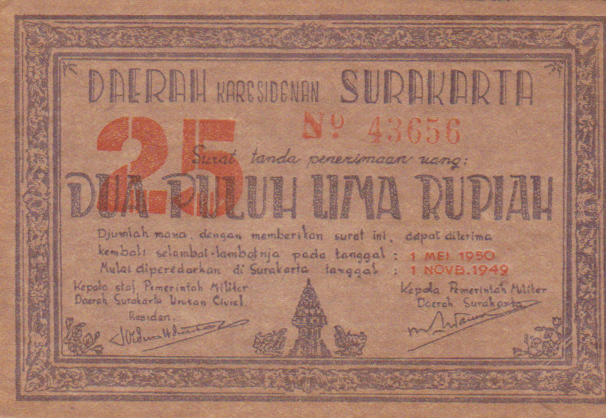 DAERAH KARESIDENAN SURAKARTA
No 43656
25
Surat tanda penerimaan uang:
DUA PULUH LIMA RUPIAH
Djumlah mana, dengan memberikan surat ini, dapat diterima
kembali selambat-lambatnja pada tanggal : 1 MEI 1950
Mulai diperedarkan di Surakarta tanggal : 1 NOVB. 1949
Kepala staf Pemerintah Militer
Daerah Surakarta Urusan Civiel
Residen.
Kepala Pemerintah Militer
Daerah Surakarta